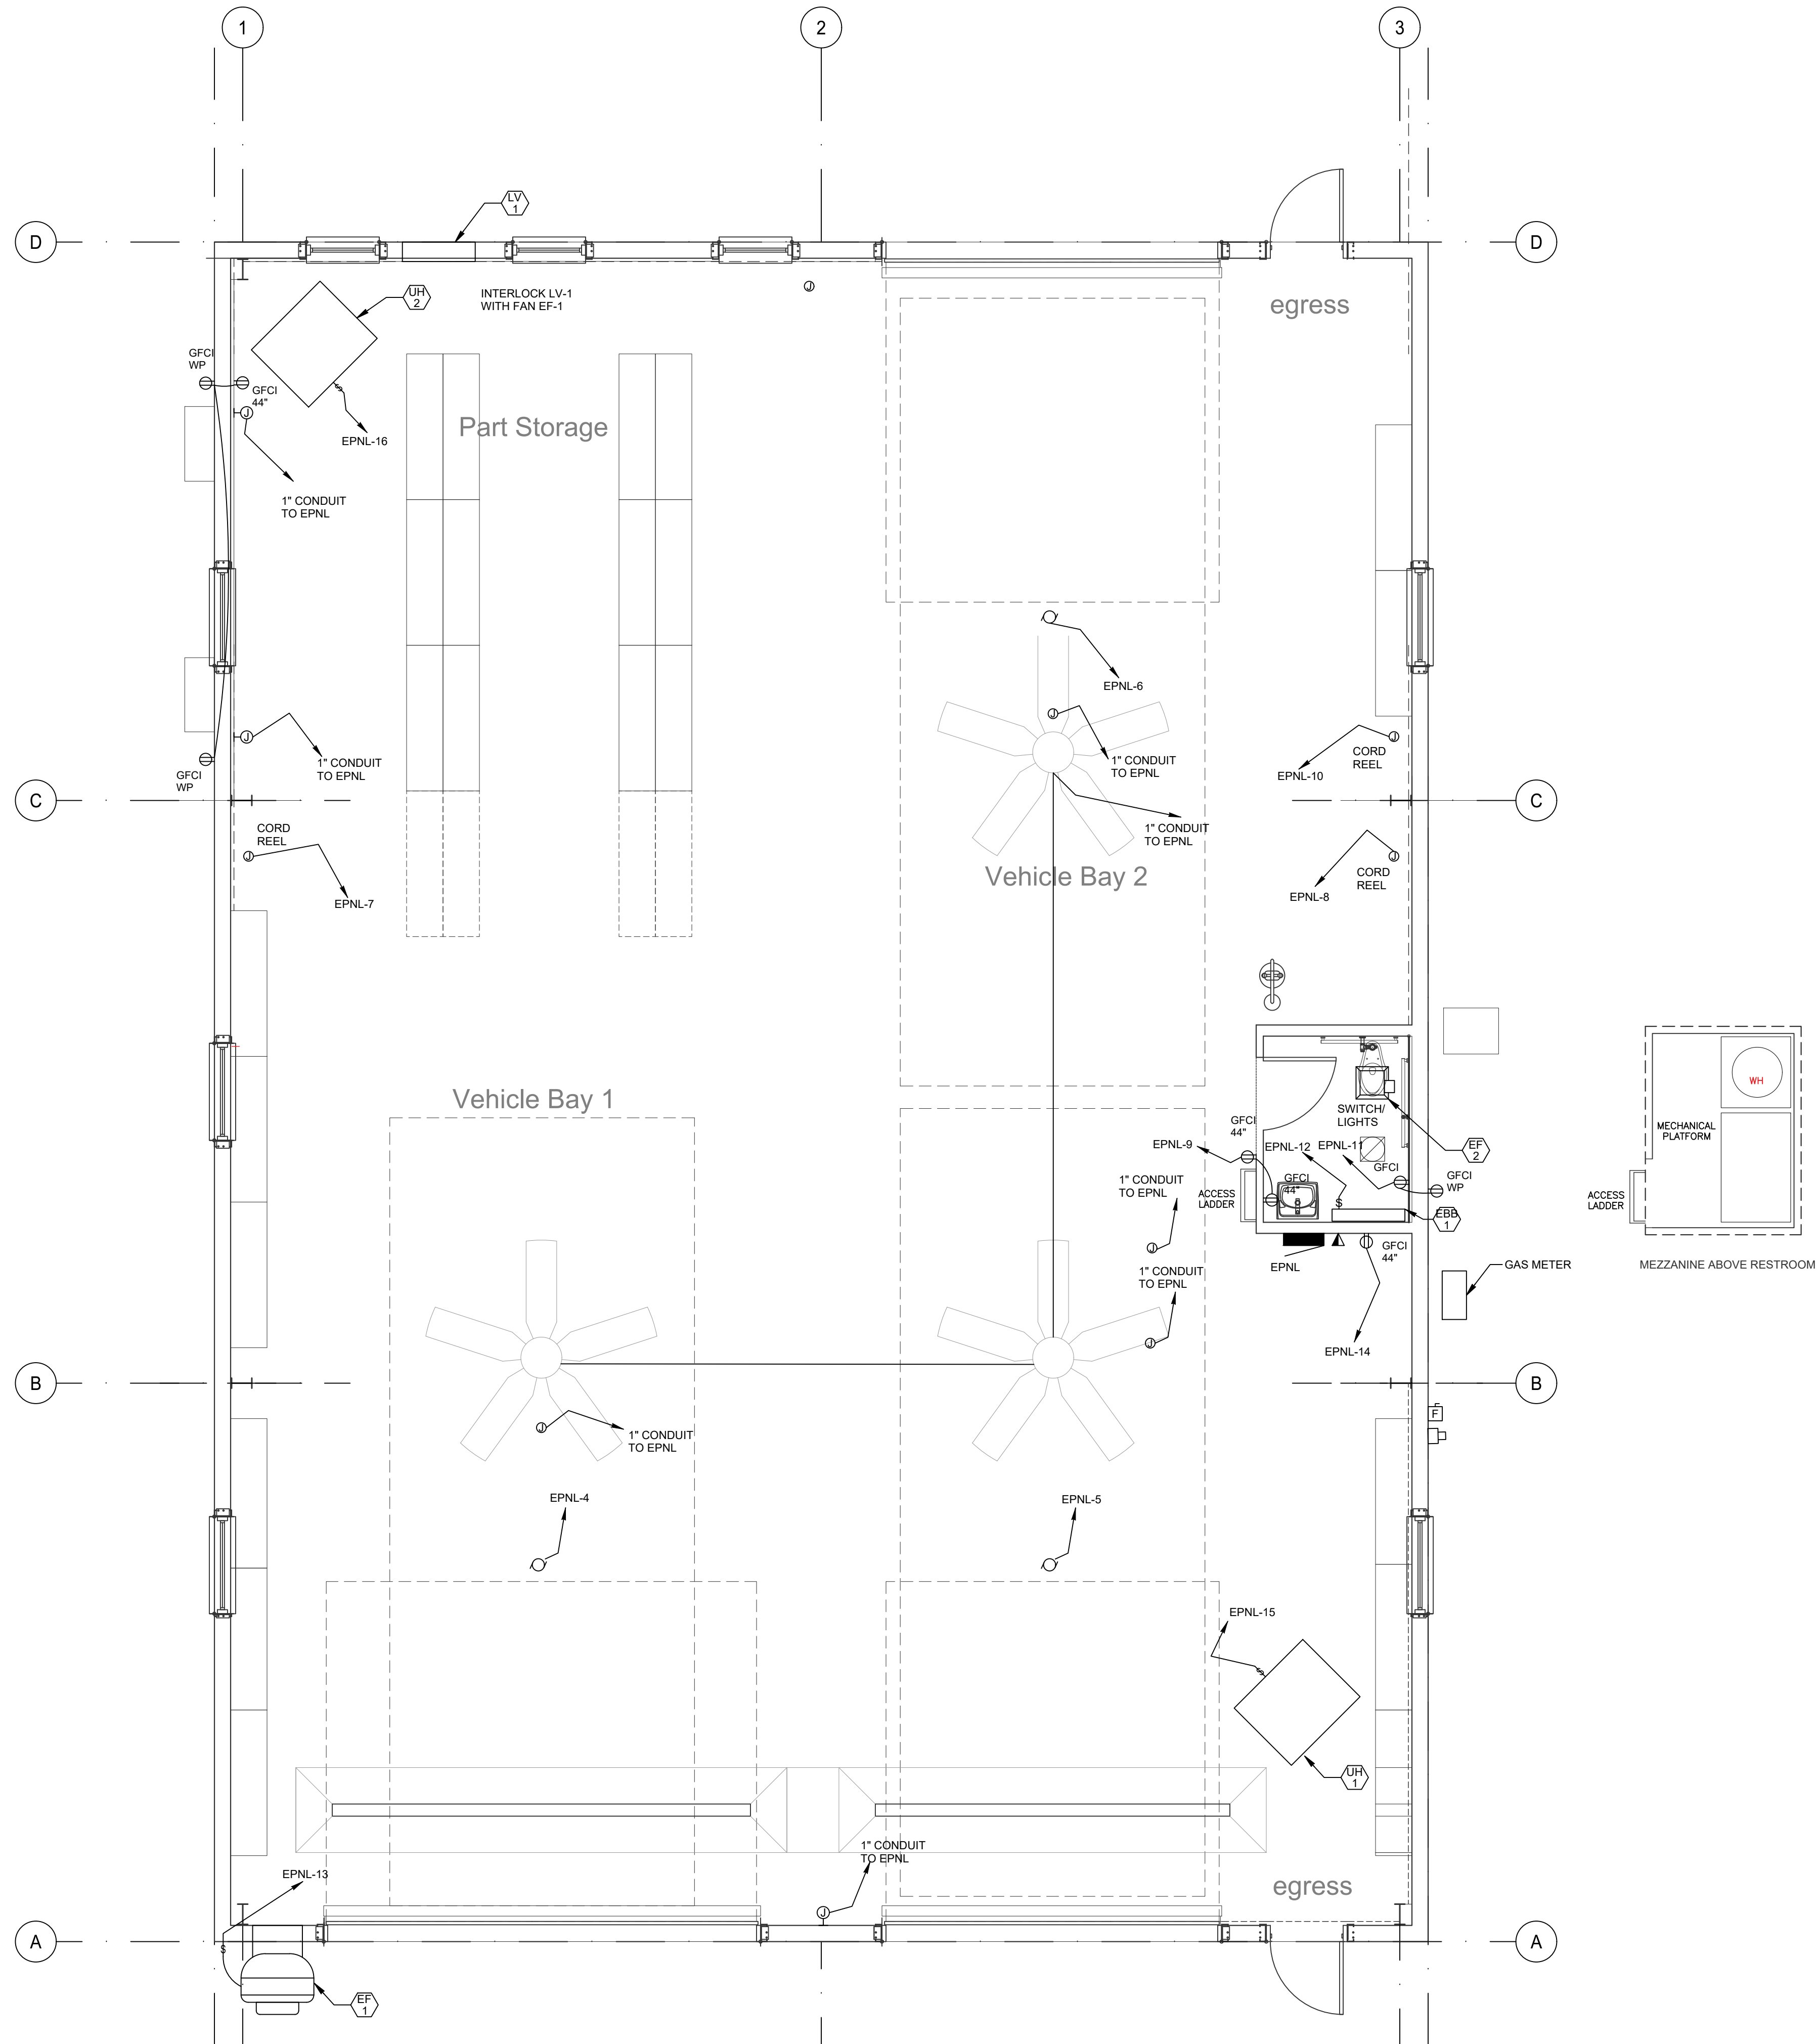 1
2
3
LV
1
D
D
UH
2
INTERLOCK LV-1
WITH FAN EF-1
J
egress
GFCI
WP
GFCI
44"
J
EPNL-16
Part Storage
1" CONDUIT
TO EPNL
EPNL-6
J
J
1" CONDUIT
TO EPNL
GFCI
WP
1" CONDUIT
TO EPNL
J
CORD
REEL
EPNL-10
C
C
1" CONDUIT
TO EPNL
CORD
REEL
J
EPNL-7
J
CORD
REEL
EPNL-8
Vehicle Bay 2
Vehicle Bay 1
WH
MECHANICAL
PLATFORM
SWITCH/
LIGHTS
GFCI
44"
EPNL-9
EPNL-12
EPNL-11
EF
2
GFCI
GFCI
WP
GFCI
44"
1" CONDUIT
TO EPNL
ACCESS
LADDER
ACCESS
LADDER
$
EBB
1
J
GFCI
44"
EPNL
GAS METER
MEZZANINE ABOVE RESTROOM
1" CONDUIT
TO EPNL
J
EPNL-14
B
B
F
J
1" CONDUIT
TO EPNL
EPNL-4
EPNL-5
EPNL-15
$
UH
1
1" CONDUIT
TO EPNL
EPNL-13
egress
J
A
A
$
EF
1